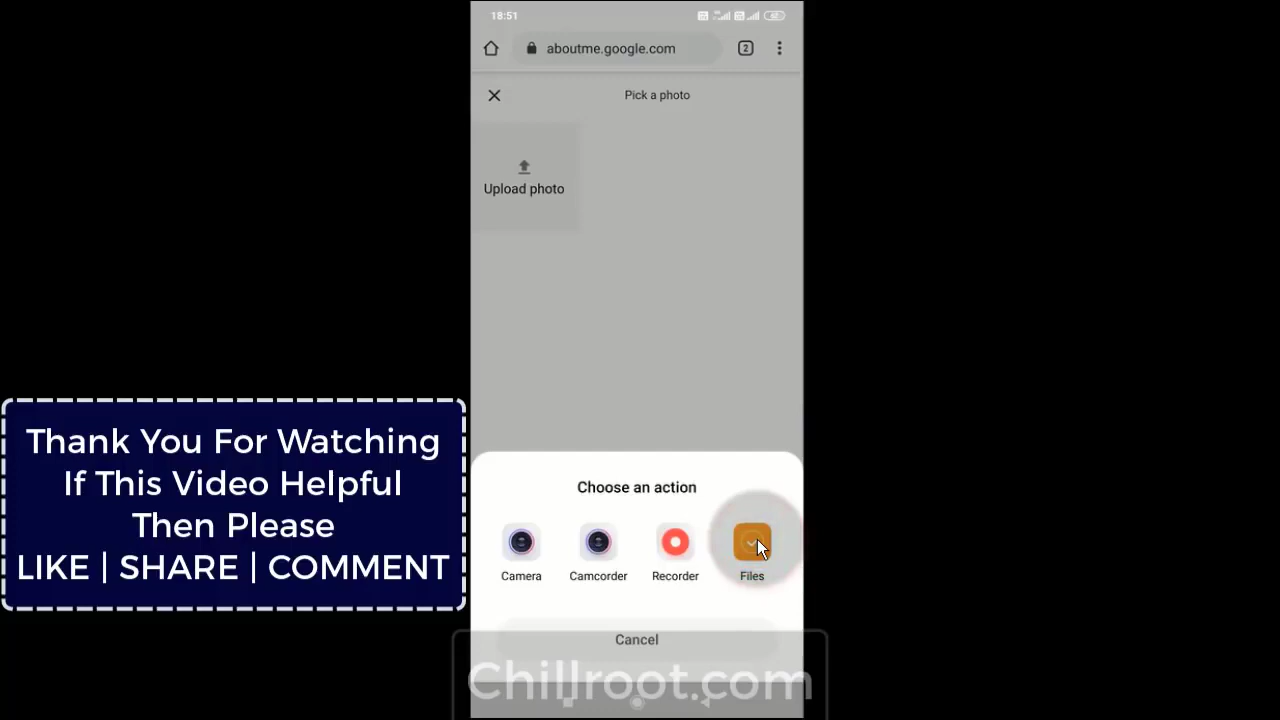 18:51
aboutme.google.com
2
Pick a photo
Upload photo
Thank You For Watching
If This Video Helpful
Then Please
LIKE | SHARE | COMMENT
Choose an action
Camera
Camcorder
Recorder
Files
Cancel
Chillroot.com